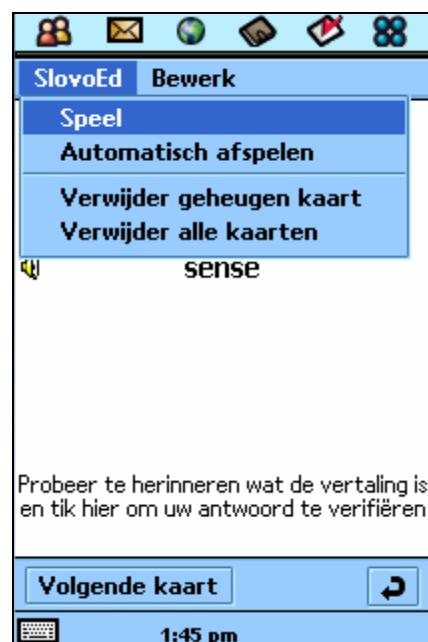 SlovoEd Bewerk
Speel
Automatisch afspelen
Verwijder geheugen kaart
Verwijder alle kaarten
sense
Probeer te herinneren wat de vertaling is
en tik hier om uw antwoord te verifiëren
Volgende kaart
1:45 pm